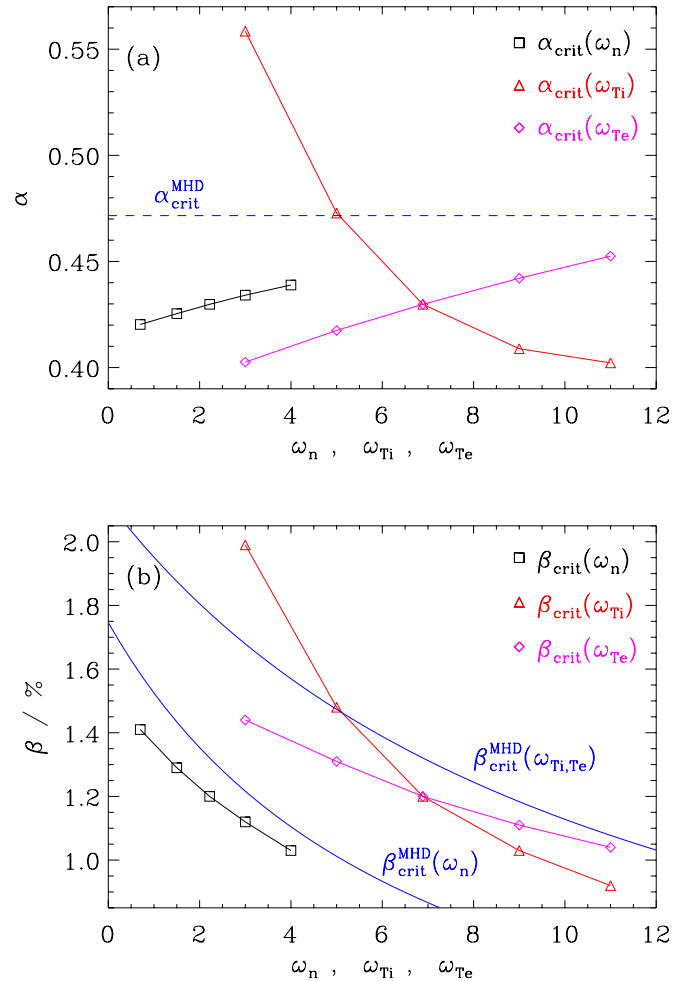 (a)
α_crit(ω_n)
α_crit(ω_Ti)
α_crit(ω_Te)
α_crit^MHD
α
0.55
0.50
0.45
0.40
0 2 4 6 8 10 12
ω_n , ω_Ti , ω_Te
(b)
β_crit(ω_n)
β_crit(ω_Ti)
β_crit(ω_Te)
β_crit^MHD(ω_Ti,Te)
β_crit^MHD(ω_n)
β / %
2.0
1.8
1.6
1.4
1.2
1.0
0 2 4 6 8 10 12
ω_n , ω_Ti , ω_Te